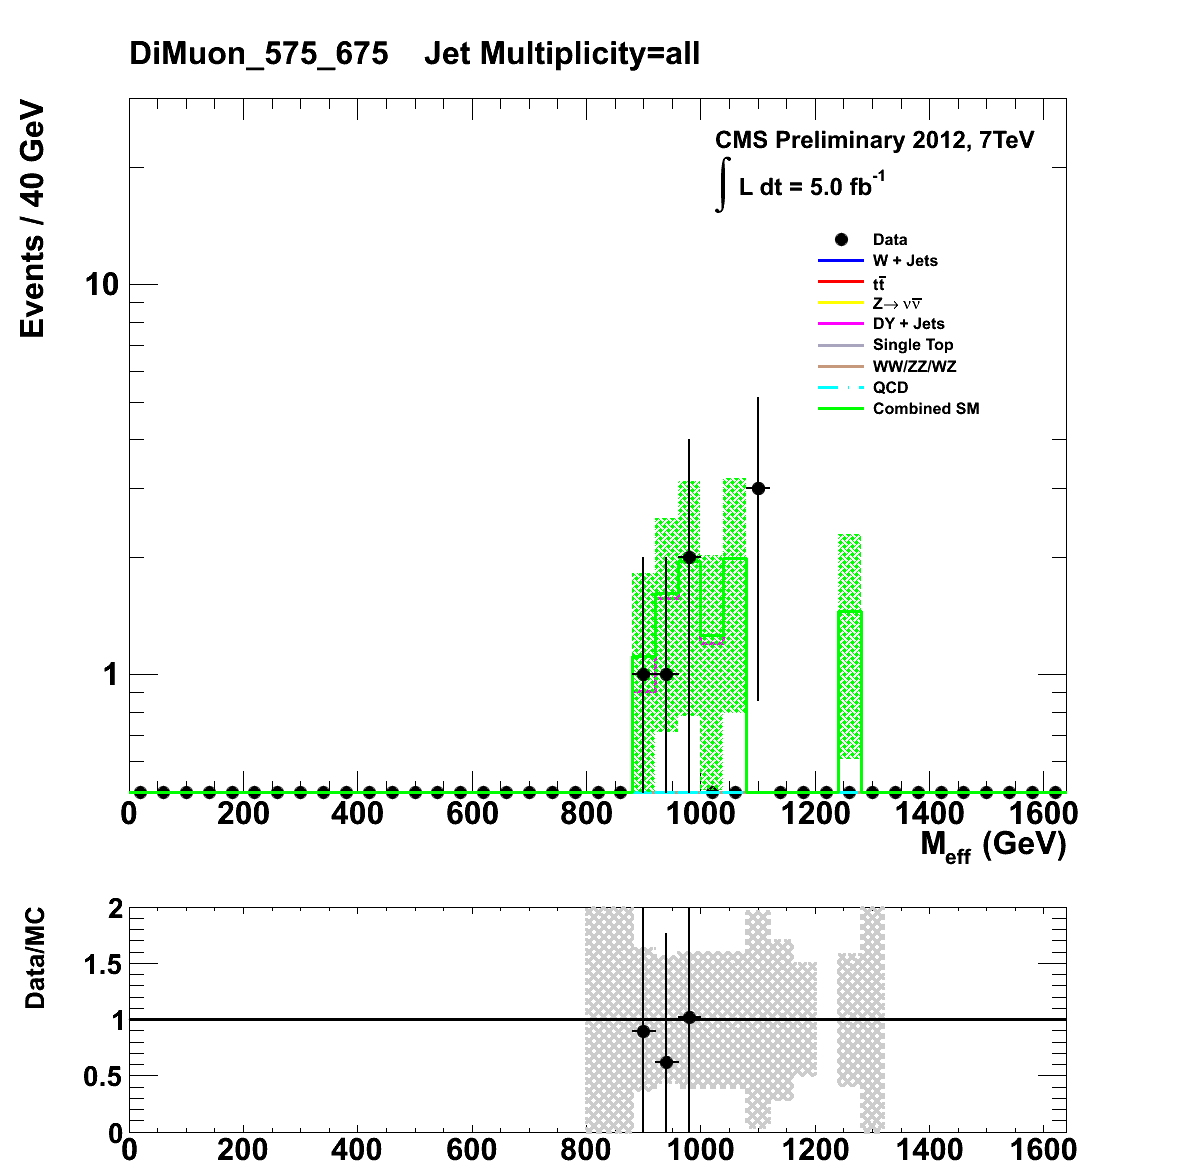 DiMuon_575_675 Jet Multiplicity=all
Events / 40 GeV
CMS Preliminary 2012, 7TeV
∫ L dt = 5.0 fb⁻¹
Data
W + Jets
tt̅
Z→ νν̅
DY + Jets
Single Top
WW/ZZ/WZ
QCD
Combined SM
10
1
0 200 400 600 800 1000 1200 1400 1600
M_eff (GeV)
Data/MC
2
1.5
1
0.5
0
0 200 400 600 800 1000 1200 1400 1600